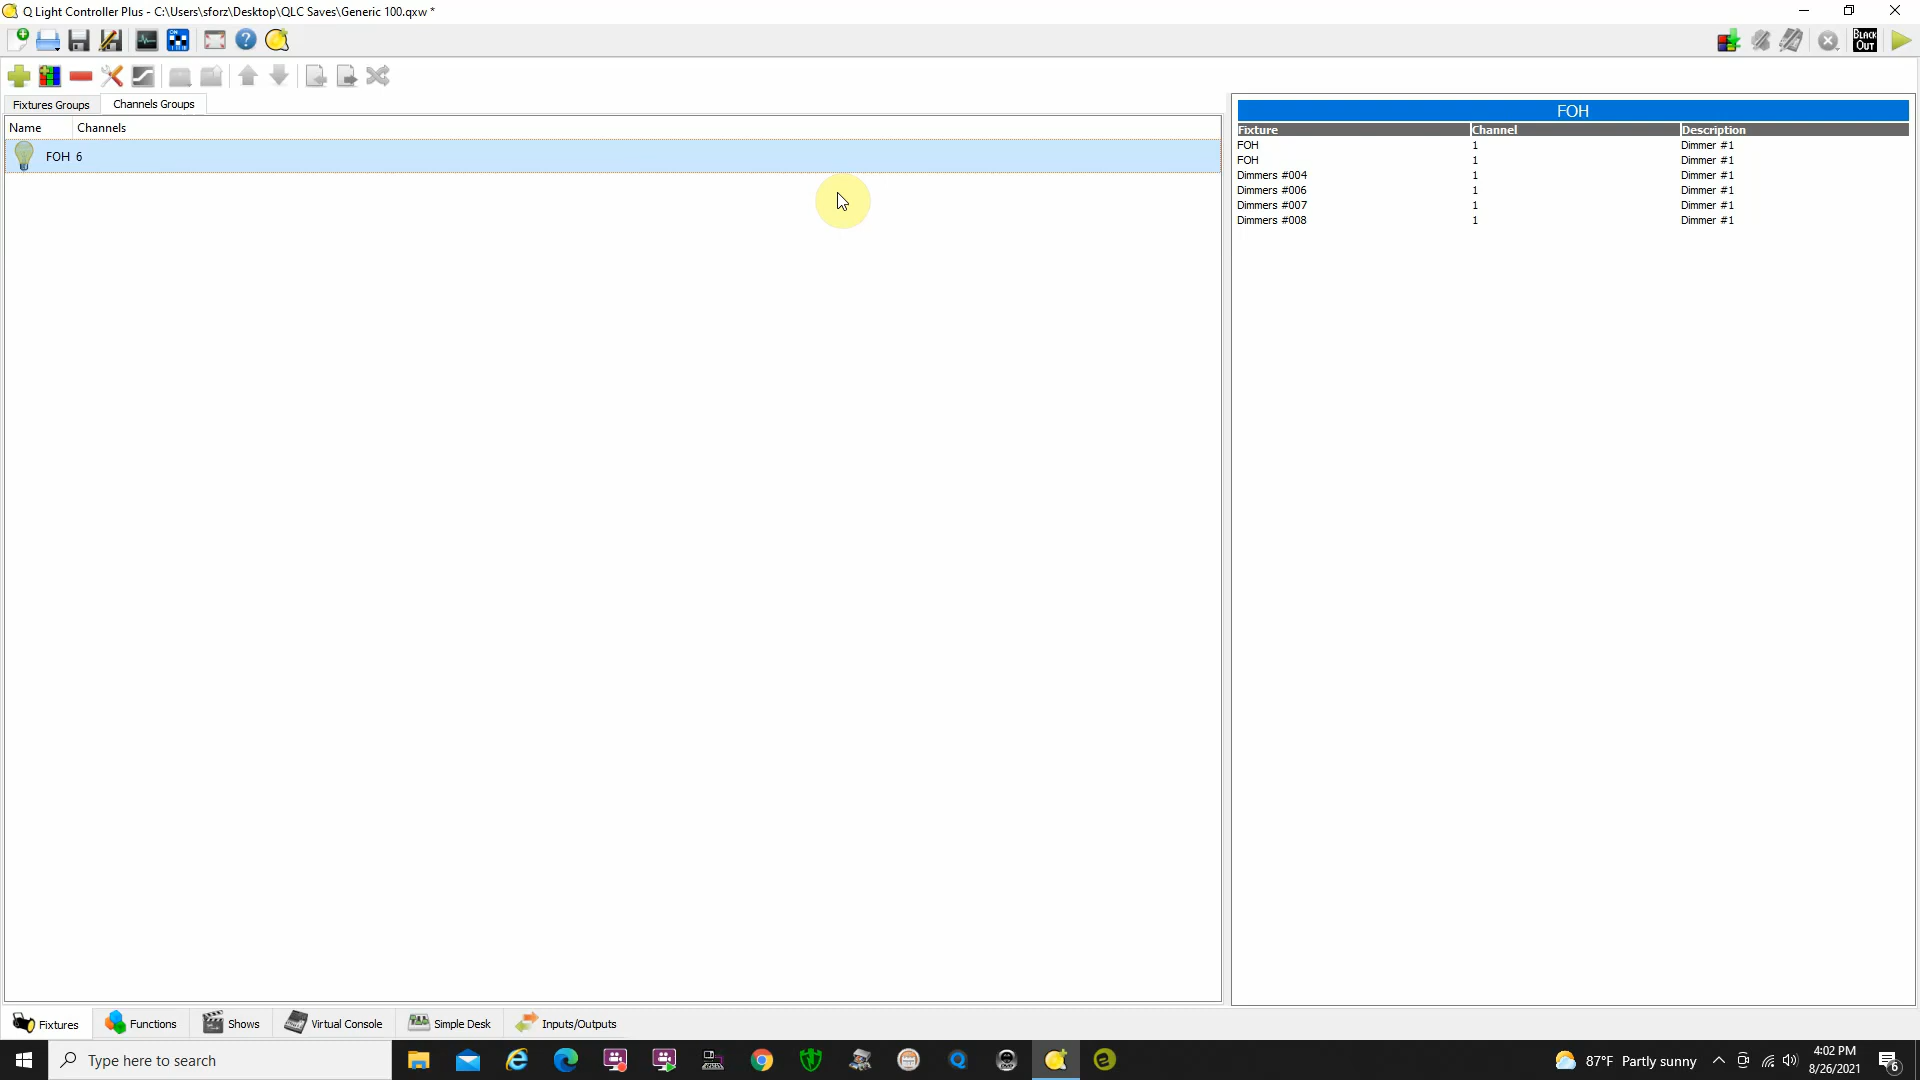 Q Light Controller Plus - C:\Users\sforz\Desktop\QLC Saves\Generic 100.qxw *
BLACK
OUT
Fixtures Groups Channels Groups
Name Channels
FOH 6
FOH
Fixture Channel Description
FOH 1 Dimmer #1
FOH 1 Dimmer #1
Dimmers #004 1 Dimmer #1
Dimmers #006 1 Dimmer #1
Dimmers #007 1 Dimmer #1
Dimmers #008 1 Dimmer #1
Fixtures Functions Shows Virtual Console Simple Desk Inputs/Outputs
Type here to search
87°F Partly sunny
4:02 PM
8/26/2021
6